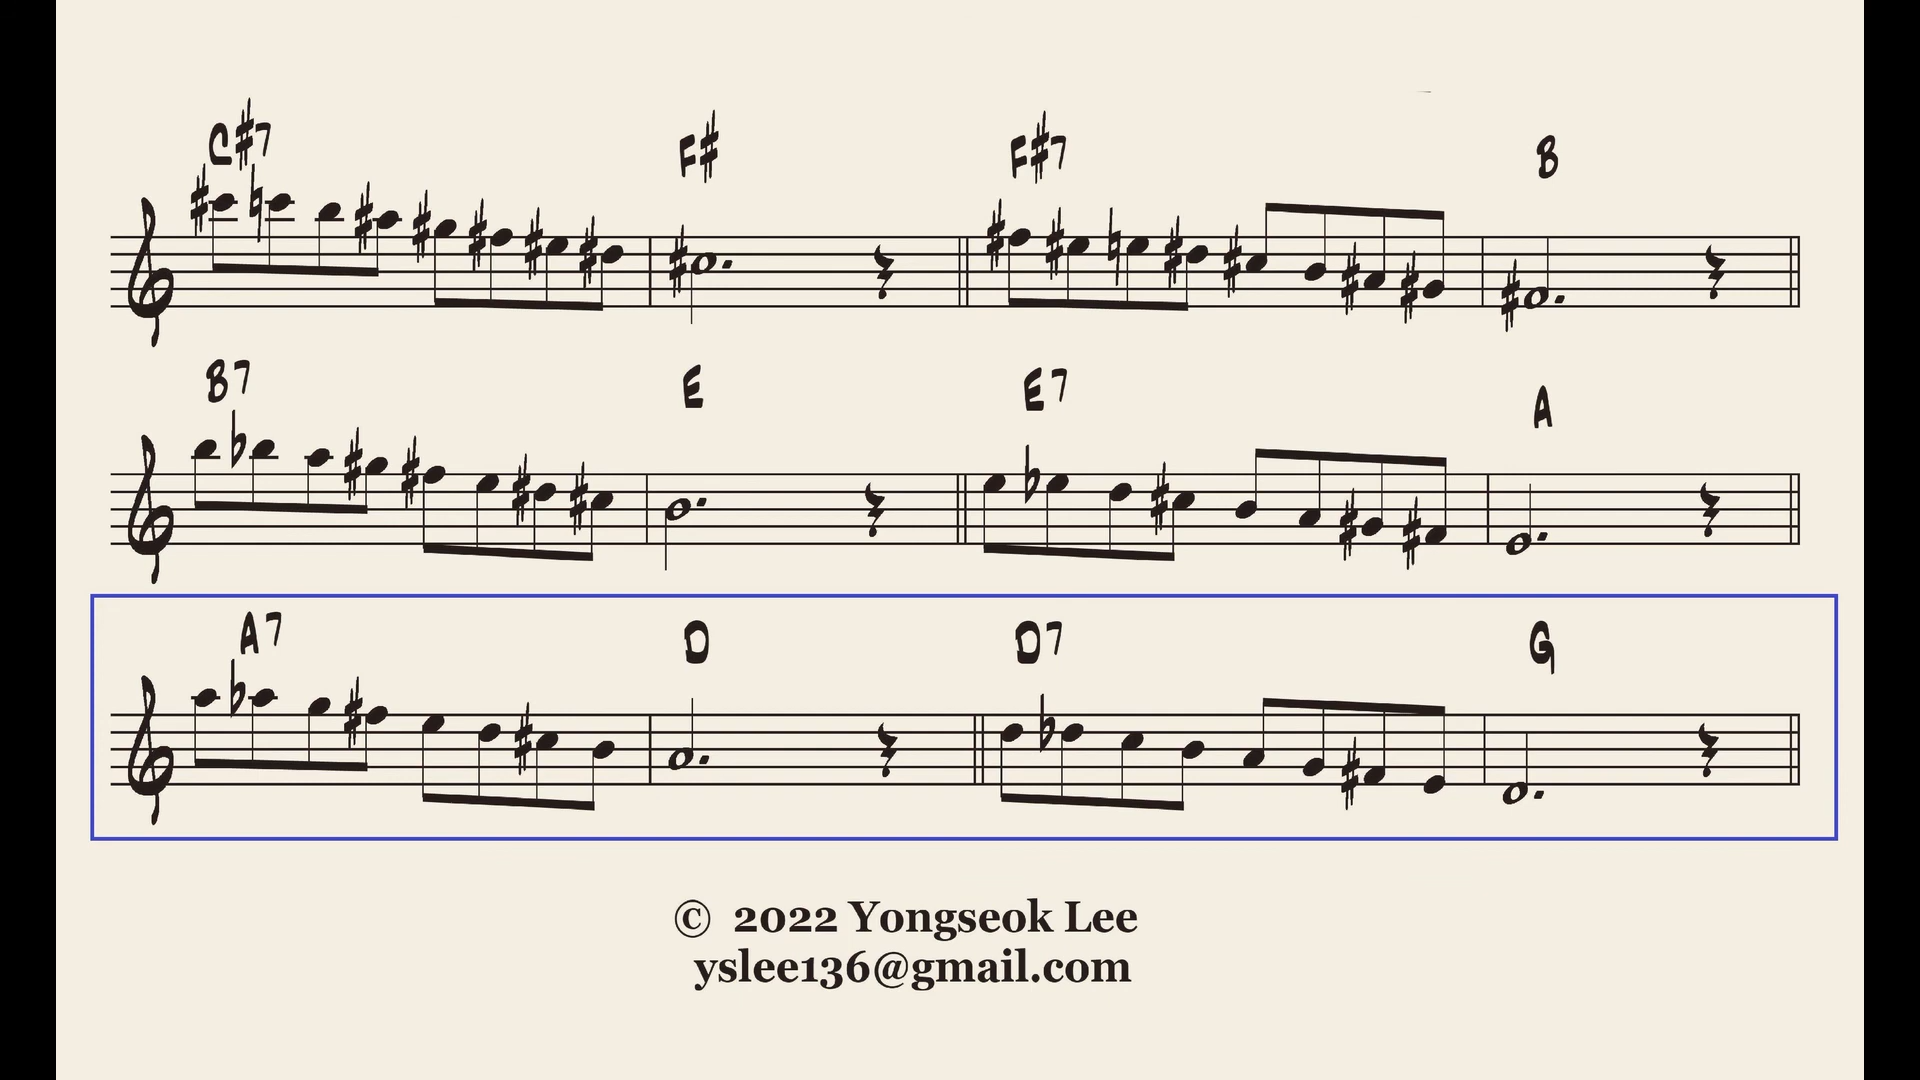 C#7 F# F#7 B
B7 E E7 A
A7 D D7 G
© 2022 Yongseok Lee
yslee136@gmail.com